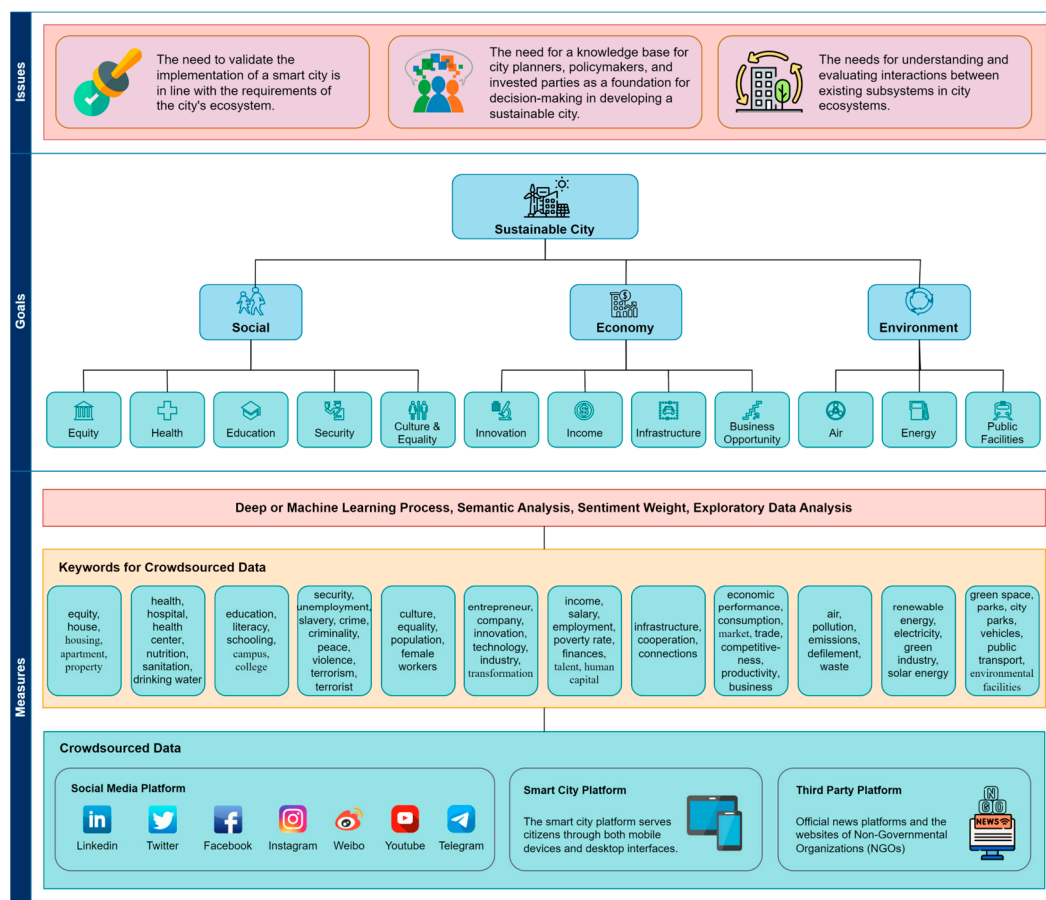 Issues
The need to validate the
implementation of a smart city is
in line with the requirements of
the city's ecosystem.
The need for a knowledge base for
city planners, policymakers, and
invested parties as a foundation for
decision-making in developing a
sustainable city.
The needs for understanding and
evaluating interactions between
existing subsystems in city
ecosystems.
Goals
Sustainable City
Social
Economy
Environment
Equity
Health
Education
Security
Culture &
Equality
Innovation
Income
Infrastructure
Business
Opportunity
Air
Energy
Public
Facilities
Measures
Deep or Machine Learning Process, Semantic Analysis, Sentiment Weight, Exploratory Data Analysis
Keywords for Crowdsourced Data
equity,
house,
housing,
apartment,
property
health,
hospital,
health
center,
nutrition,
sanitation,
drinking water
education,
literacy,
schooling,
campus,
college
security,
unemployment,
slavery, crime,
criminality,
peace,
violence,
terrorism,
terrorist
culture,
equality,
population,
female
workers
entrepreneur,
company,
innovation,
technology,
industry,
transformation
income,
salary,
employment,
poverty rate,
finances,
talent, human
capital
infrastructure,
cooperation,
connections
economic
performance,
consumption,
market, trade,
competitive-
ness,
productivity,
business
air,
pollution,
emissions,
defilement,
waste
renewable
energy,
electricity,
green
industry,
solar energy
green space,
parks, city
parks,
vehicles,
public
transport,
environmental
facilities
Crowdsourced Data
Social Media Platform
in
Linkedin
Twitter
f
Facebook
Instagram
Weibo
Youtube
Telegram
Smart City Platform
The smart city platform serves
citizens through both mobile
devices and desktop interfaces.
Third Party Platform
Official news platforms and the
websites of Non-Governmental
Organizations (NGOs)
N
G O
NEWS